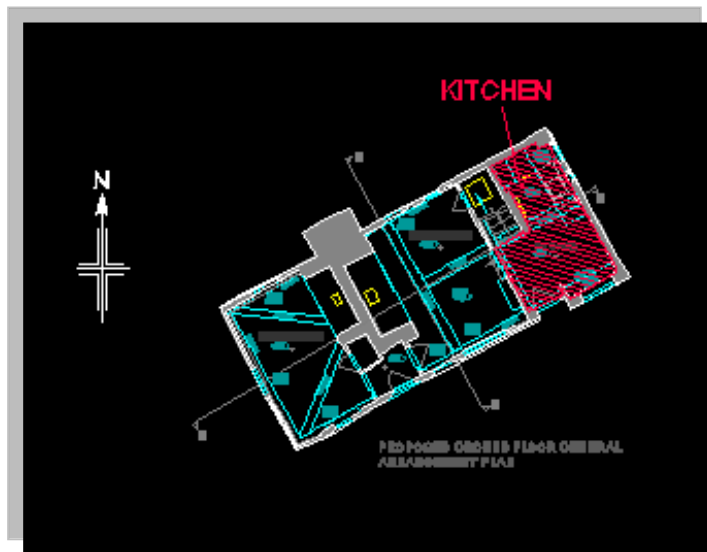 KITCHEN
N
PROPOSED GROUND FLOOR GENERAL
ARRANGEMENT PLAN